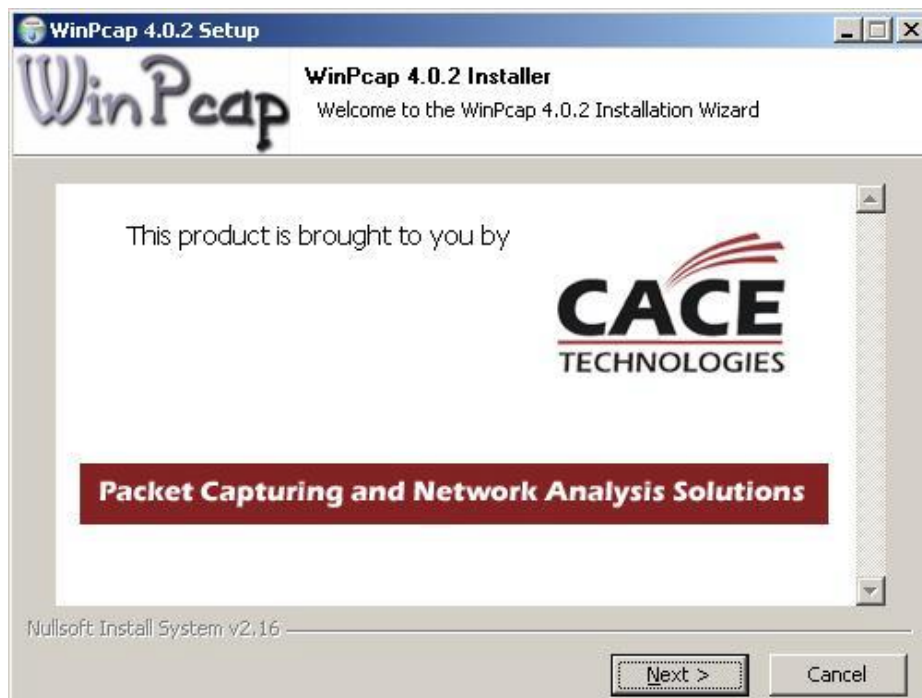 WinPcap 4.0.2 Setup
WinPcap
WinPcap 4.0.2 Installer
Welcome to the WinPcap 4.0.2 Installation Wizard
This product is brought to you by
CACE
TECHNOLOGIES
Packet Capturing and Network Analysis Solutions
Nullsoft Install System v2.16
Next >
Cancel